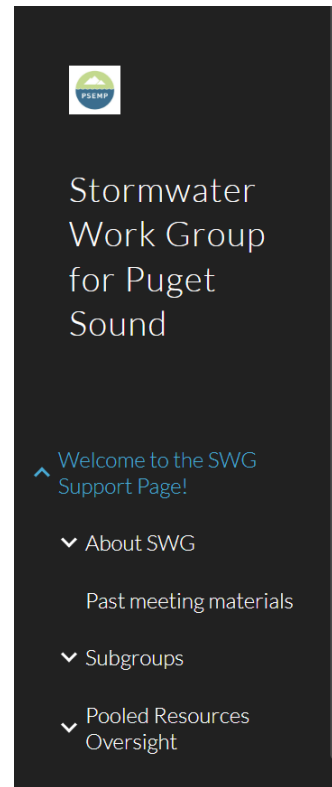 PSEMP
Stormwater
Work Group
for Puget
Sound
Welcome to the SWG
Support Page!
About SWG
Past meeting materials
Subgroups
Pooled Resources
Oversight